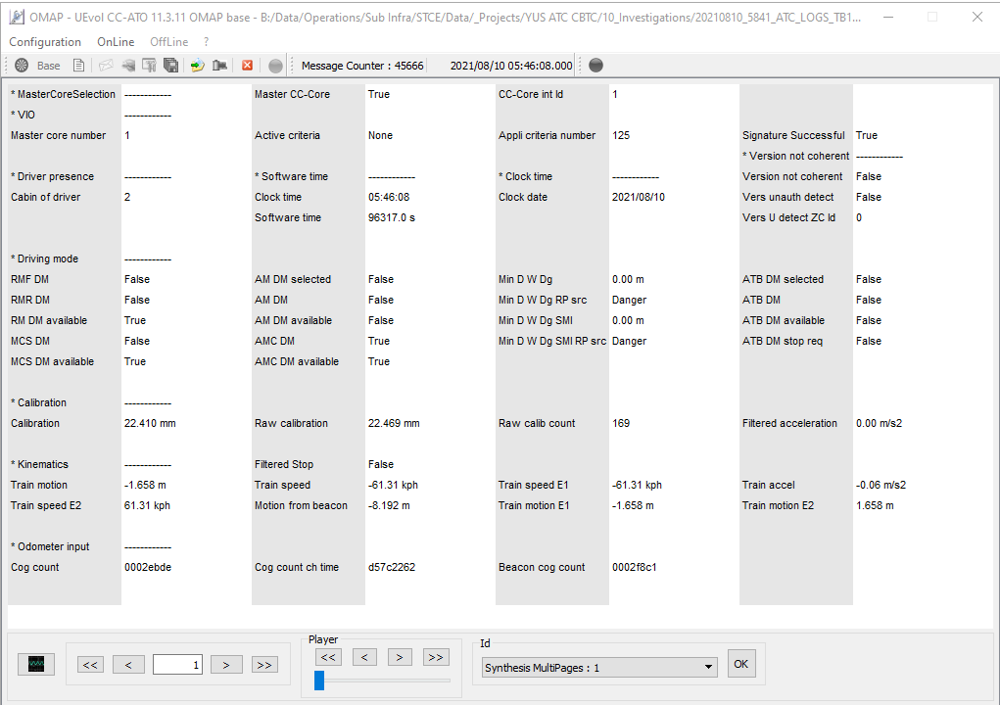 OMAP - UEvol CC-ATO 11.3.11 OMAP base - B:/Data/Operations/Sub Infra/STCE/Data/_Projects/YUS ATC CBTC/10_Investigations/20210810_5841_ATC_LOGS_TB1...
Configuration OnLine OffLine ?
Base Message Counter : 45666 2021/08/10 05:46:08.000
* MasterCoreSelection ------------ Master CC-Core True CC-Core int Id 1
* VIO ------------
Master core number 1 Active criteria None Appli criteria number 125 Signature Successful True
* Version not coherent ------------
* Driver presence ------------ * Software time ------------ * Clock time ------------ Version not coherent False
Cabin of driver 2 Clock time 05:46:08 Clock date 2021/08/10 Vers unauth detect False
Software time 96317.0 s Vers U detect ZC Id 0
* Driving mode ------------
RMF DM False AM DM selected False Min D W Dg 0.00 m ATB DM selected False
RMR DM False AM DM False Min D W Dg RP src Danger ATB DM False
RM DM available True AM DM available False Min D W Dg SMI 0.00 m ATB DM available False
MCS DM False AMC DM True Min D W Dg SMI RP src Danger ATB DM stop req False
MCS DM available True AMC DM available True
* Calibration ------------
Calibration 22.410 mm Raw calibration 22.469 mm Raw calib count 169 Filtered acceleration 0.00 m/s2
* Kinematics ------------ Filtered Stop False
Train motion -1.658 m Train speed -61.31 kph Train speed E1 -61.31 kph Train accel -0.06 m/s2
Train speed E2 61.31 kph Motion from beacon -8.192 m Train motion E1 -1.658 m Train motion E2 1.658 m
* Odometer input ------------
Cog count 0002ebde Cog count ch time d57c2262 Beacon cog count 0002f8c1
Player Id
<< < 1 > >> << < > >> Synthesis MultiPages : 1 OK